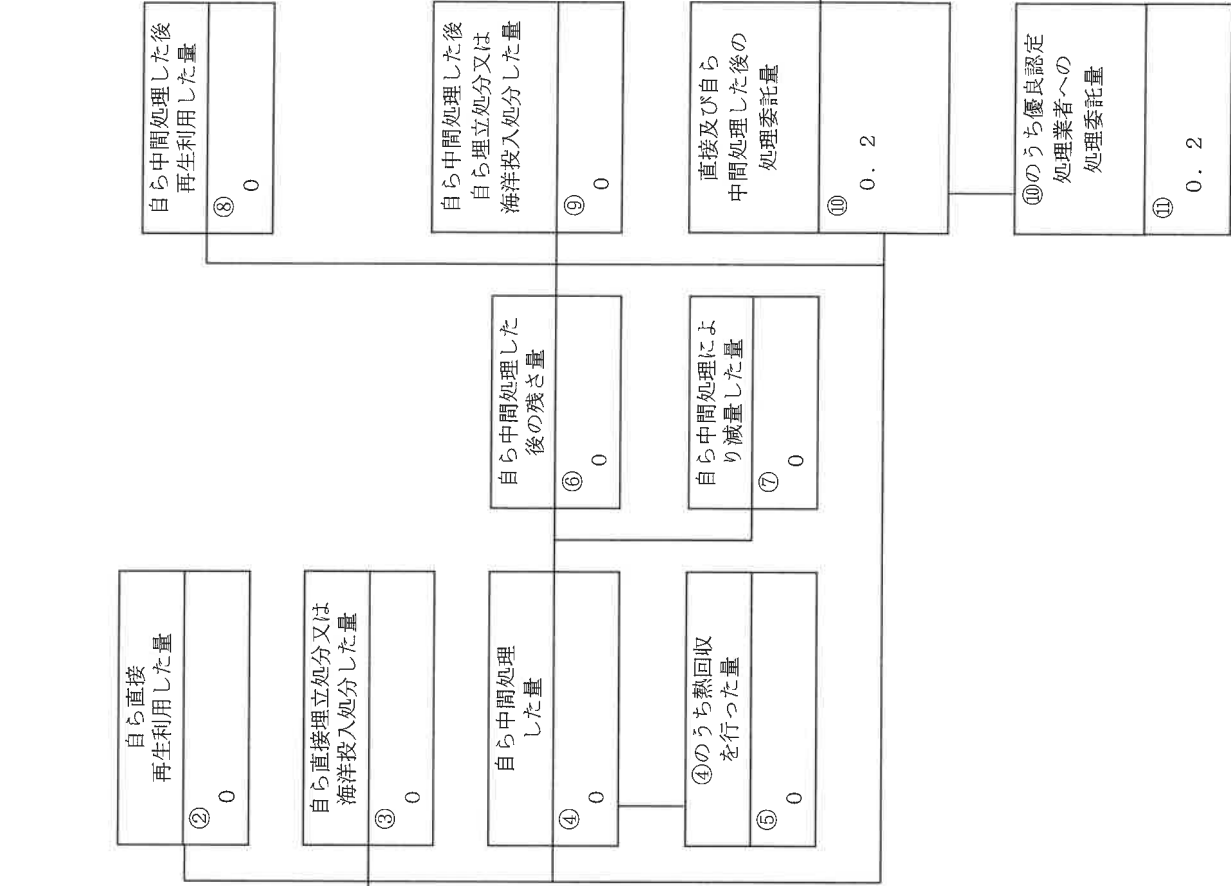 自ら直接
再生利用した量
②
0
自ら直接埋立処分又は
海洋投入処分した量
③
0
自ら中間処理
した量
④
0
④のうち熱回収
を行った量
⑤
0
自ら中間処理した
後の残さ量
⑥
0
自ら中間処理によ
り減量した量
⑦
0
自ら中間処理した後
再生利用した量
⑧
0
自ら中間処理した後
自ら埋立処分又は
海洋投入処分した量
⑨
0
直接及び自ら
中間処理した後の
処理委託量
⑩
0.2
⑩のうち優良認定
処理業者への
処理委託量
⑪
0.2